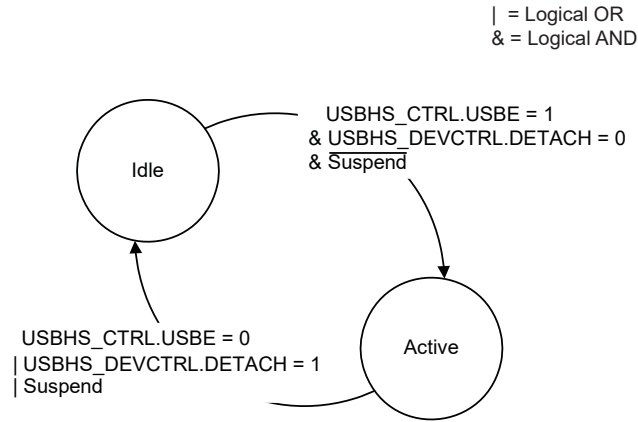 | = Logical OR
& = Logical AND
USBHS_CTRL.USBE = 1
& USBHS_DEVCTRL.DETACH = 0
& Suspend
Idle
Active
USBHS_CTRL.USBE = 0
| USBHS_DEVCTRL.DETACH = 1
| Suspend